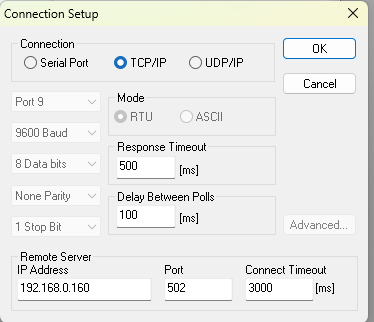 Connection Setup
Connection
Serial Port TCP/IP UDP/IP
OK
Cancel
Port 9
9600 Baud
8 Data bits
None Parity
1 Stop Bit
Mode
RTU ASCII
Response Timeout
500 [ms]
Delay Between Polls
100 [ms]
Advanced...
Remote Server
IP Address Port Connect Timeout
192.168.0.160 502 3000 [ms]